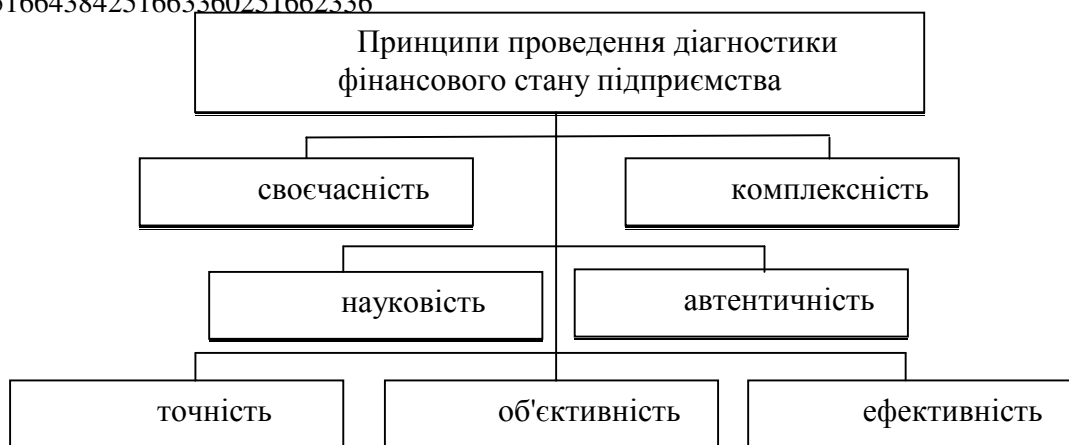 Принципи проведення діагностики
фінансового стану підприємства
своєчасність
комплексність
науковість
автентичність
точність
об'єктивність
ефективність